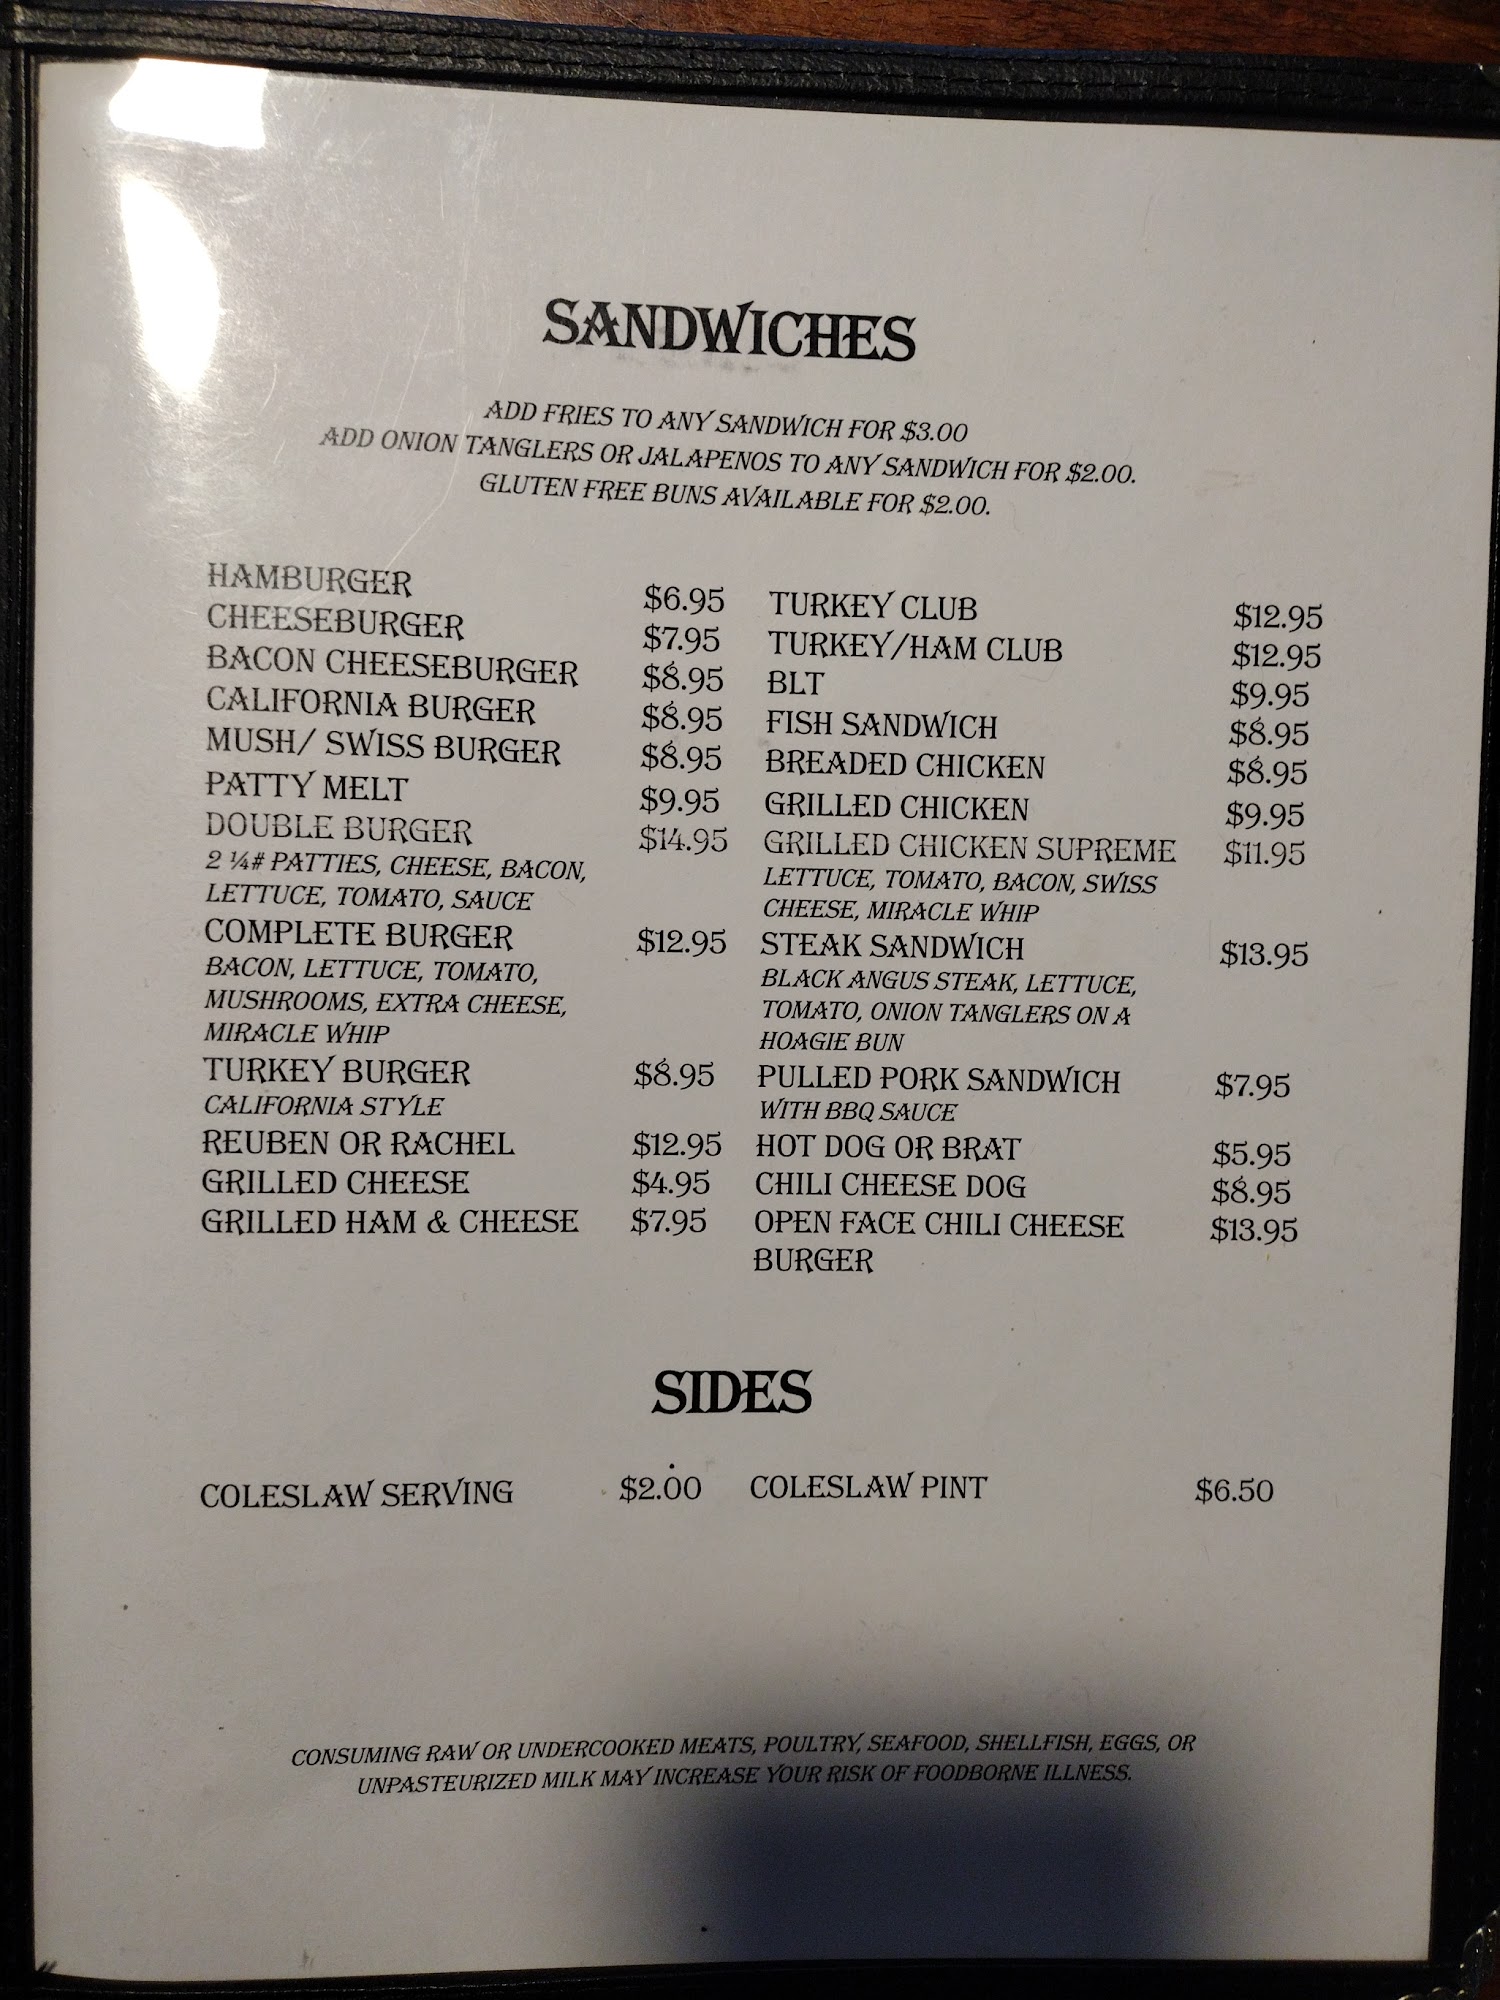 SANDWICHES
ADD FRIES TO ANY SANDWICH FOR $3.00
ADD ONION TANGLERS OR JALAPENOS TO ANY SANDWICH FOR $2.00.
GLUTEN FREE BUNS AVAILABLE FOR $2.00.
HAMBURGER $6.95
CHEESEBURGER $7.95
BACON CHEESEBURGER $8.95
CALIFORNIA BURGER $8.95
MUSH/ SWISS BURGER $8.95
PATTY MELT $9.95
DOUBLE BURGER $14.95
2 ¼# PATTIES, CHEESE, BACON,
LETTUCE, TOMATO, SAUCE
COMPLETE BURGER $12.95
BACON, LETTUCE, TOMATO,
MUSHROOMS, EXTRA CHEESE,
MIRACLE WHIP
TURKEY BURGER $8.95
CALIFORNIA STYLE
REUBEN OR RACHEL $12.95
GRILLED CHEESE $4.95
GRILLED HAM & CHEESE $7.95
TURKEY CLUB $12.95
TURKEY/HAM CLUB $12.95
BLT $9.95
FISH SANDWICH $8.95
BREADED CHICKEN $8.95
GRILLED CHICKEN $9.95
GRILLED CHICKEN SUPREME $11.95
LETTUCE, TOMATO, BACON, SWISS
CHEESE, MIRACLE WHIP
STEAK SANDWICH $13.95
BLACK ANGUS STEAK, LETTUCE,
TOMATO, ONION TANGLERS ON A
HOAGIE BUN
PULLED PORK SANDWICH $7.95
WITH BBQ SAUCE
HOT DOG OR BRAT $5.95
CHILI CHEESE DOG $8.95
OPEN FACE CHILI CHEESE $13.95
BURGER
SIDES
COLESLAW SERVING $2.00 COLESLAW PINT $6.50
CONSUMING RAW OR UNDERCOOKED MEATS, POULTRY, SEAFOOD, SHELLFISH, EGGS, OR
UNPASTEURIZED MILK MAY INCREASE YOUR RISK OF FOODBORNE ILLNESS.